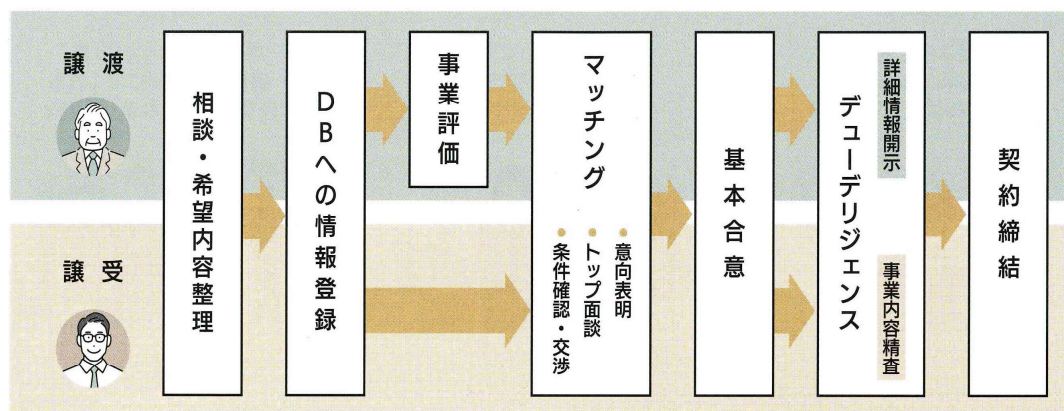 譲渡
譲受
相談・希望内容整理
DBへの情報登録
事業評価
マッチング
意向表明
トップ面談
条件確認・交渉
基本合意
デューデリジェンス
詳細情報開示
事業内容精査
契約締結